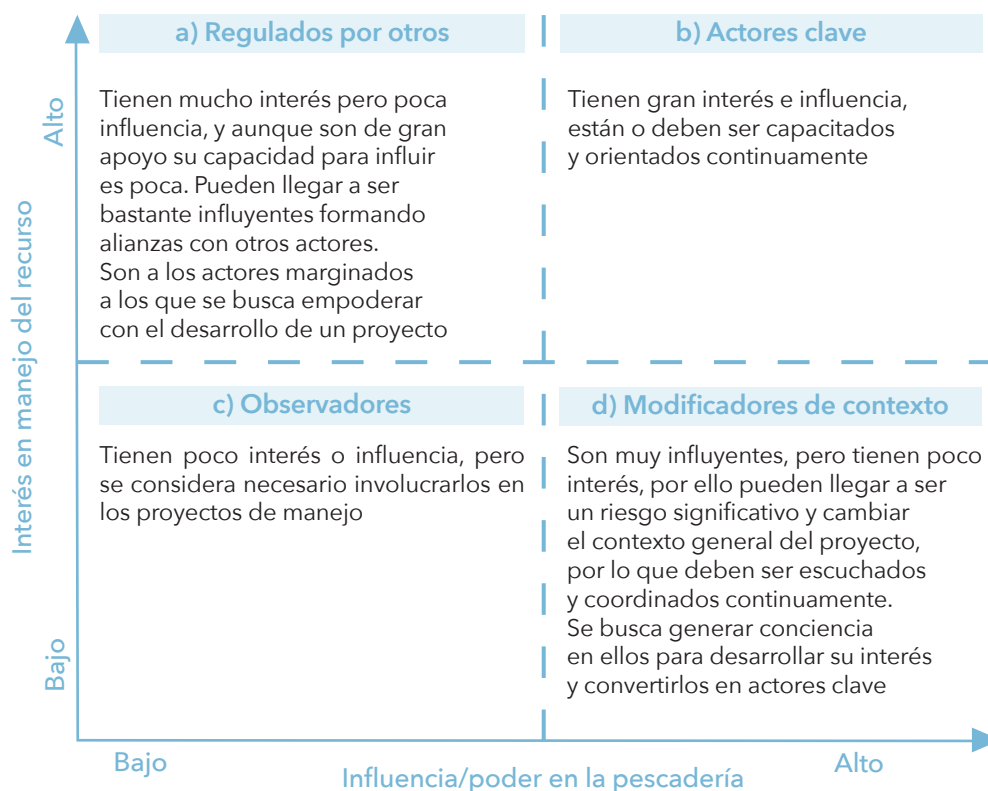 a) Regulados por otros
Tienen mucho interés pero poca
influencia, y aunque son de gran
apoyo su capacidad para influir
es poca. Pueden llegar a ser
bastante influyentes formando
alianzas con otros actores.
Son a los actores marginados
a los que se busca empoderar
con el desarrollo de un proyecto
b) Actores clave
Tienen gran interés e influencia,
están o deben ser capacitados
y orientados continuamente
c) Observadores
Tienen poco interés o influencia, pero
se considera necesario involucrarlos en
los proyectos de manejo
d) Modificadores de contexto
Son muy influyentes, pero tienen poco
interés, por ello pueden llegar a ser
un riesgo significativo y cambiar
el contexto general del proyecto,
por lo que deben ser escuchados
y coordinados continuamente.
Se busca generar conciencia
en ellos para desarrollar su interés
y convertirlos en actores clave
Interés en manejo del recurso
Alto
Bajo
Bajo
Influencia/poder en la pescadería
Alto